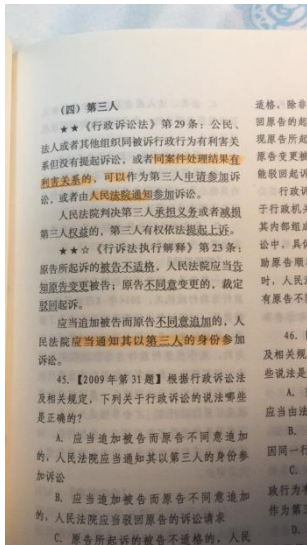 (四) 第三人
★★《行政诉讼法》第29条：公民、
法人或者其他组织同被诉行政行为有利害关
系但没有提起诉讼，或者同案件处理结果有
利害关系的，可以作为第三人申请参加诉
讼，或者由人民法院通知参加诉讼。
人民法院判决第三人承担义务或者减损
第三人权益的，第三人有权依法提起上诉。
★★☆《行诉法执行解释》第23条：
原告所起诉的被告不适格，人民法院应当告
知原告变更被告；原告不同意变更的，裁定
驳回起诉。
应当追加被告而原告不同意追加的，人
民法院应当通知其以第三人的身份参加
诉讼。
45.【2009年第31题】根据行政诉讼法
及相关规定，下列关于行政诉讼的说法哪些
是正确的？
A. 应当追加被告而原告不同意追加
的，人民法院应当通知其以第三人的身份参
加诉讼
B. 应当追加被告而原告不同意追加
的，人民法院应当驳回原告的诉讼请求
C. 原告所起诉的被告不适格的，人民
适格，除非
回原告的起
现原告所起
原告变更被
能驳回起诉
行政诉
于行政机关
其内部组成
讼中，具体
助原告顺
时，人民
有原告不
46.
及相关规
些说法是
A.
应当由法
B.
因同一行
C.
政行为有
作为第三
D.